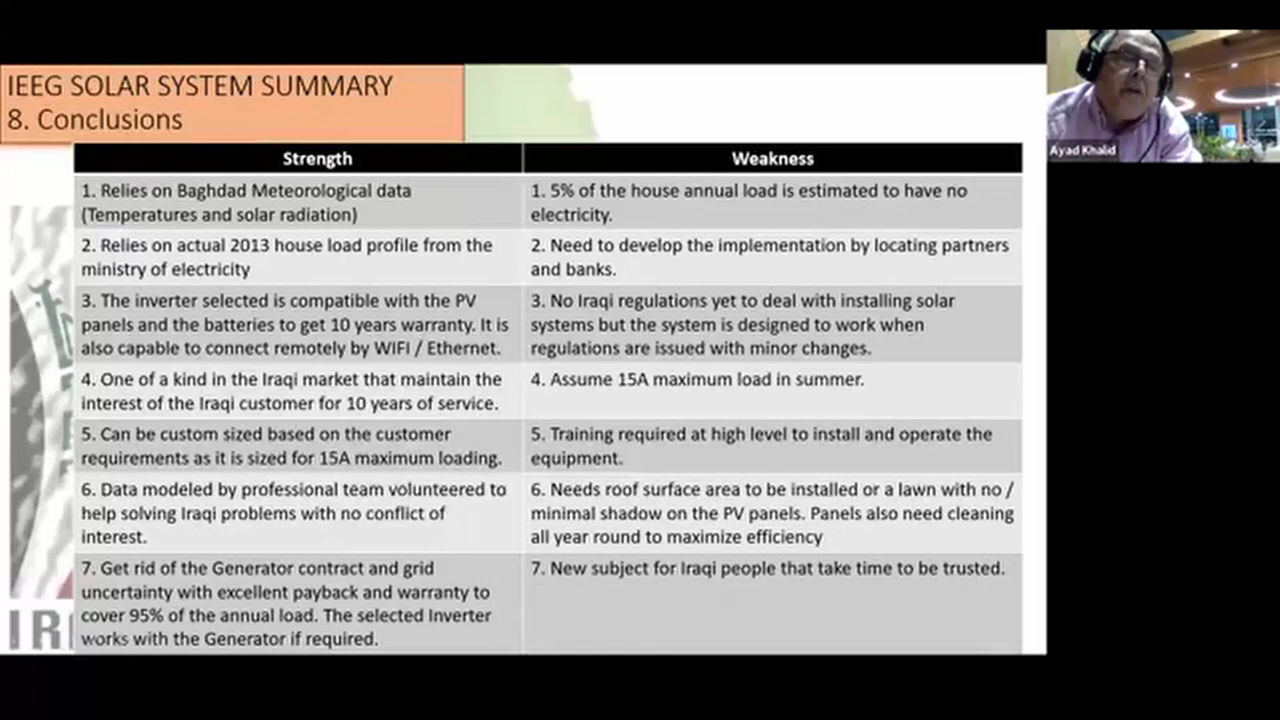 IEEG SOLAR SYSTEM SUMMARY
8. Conclusions
Ayad Khalid
Strength
Weakness
1. Relies on Baghdad Meteorological data
(Temperatures and solar radiation)
1. 5% of the house annual load is estimated to have no
electricity.
2. Relies on actual 2013 house load profile from the
ministry of electricity
2. Need to develop the implementation by locating partners
and banks.
3. The inverter selected is compatible with the PV
panels and the batteries to get 10 years warranty. It is
also capable to connect remotely by WIFI / Ethernet.
3. No Iraqi regulations yet to deal with installing solar
systems but the system is designed to work when
regulations are issued with minor changes.
4. One of a kind in the Iraqi market that maintain the
interest of the Iraqi customer for 10 years of service.
4. Assume 15A maximum load in summer.
5. Can be custom sized based on the customer
requirements as it is sized for 15A maximum loading.
5. Training required at high level to install and operate the
equipment.
6. Data modeled by professional team volunteered to
help solving Iraqi problems with no conflict of
interest.
6. Needs roof surface area to be installed or a lawn with no /
minimal shadow on the PV panels. Panels also need cleaning
all year round to maximize efficiency
7. Get rid of the Generator contract and grid
uncertainty with excellent payback and warranty to
cover 95% of the annual load. The selected Inverter
works with the Generator if required.
7. New subject for Iraqi people that take time to be trusted.